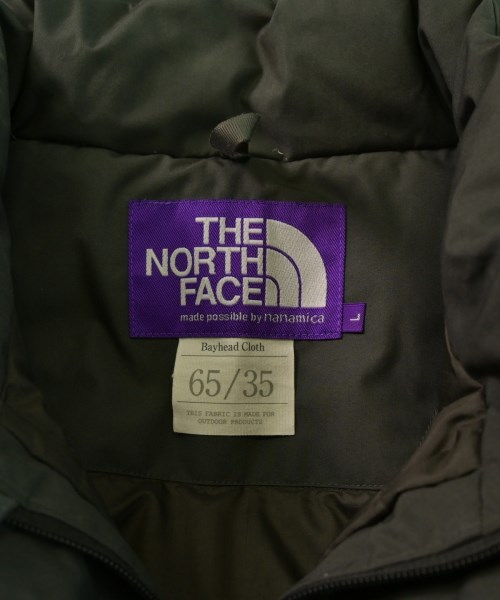 THE
NORTH
FACE
made possible by nanamica
L
Bayhead Cloth
65/35
THIS FABRIC IS MADE FOR
OUTDOOR PRODUCTS